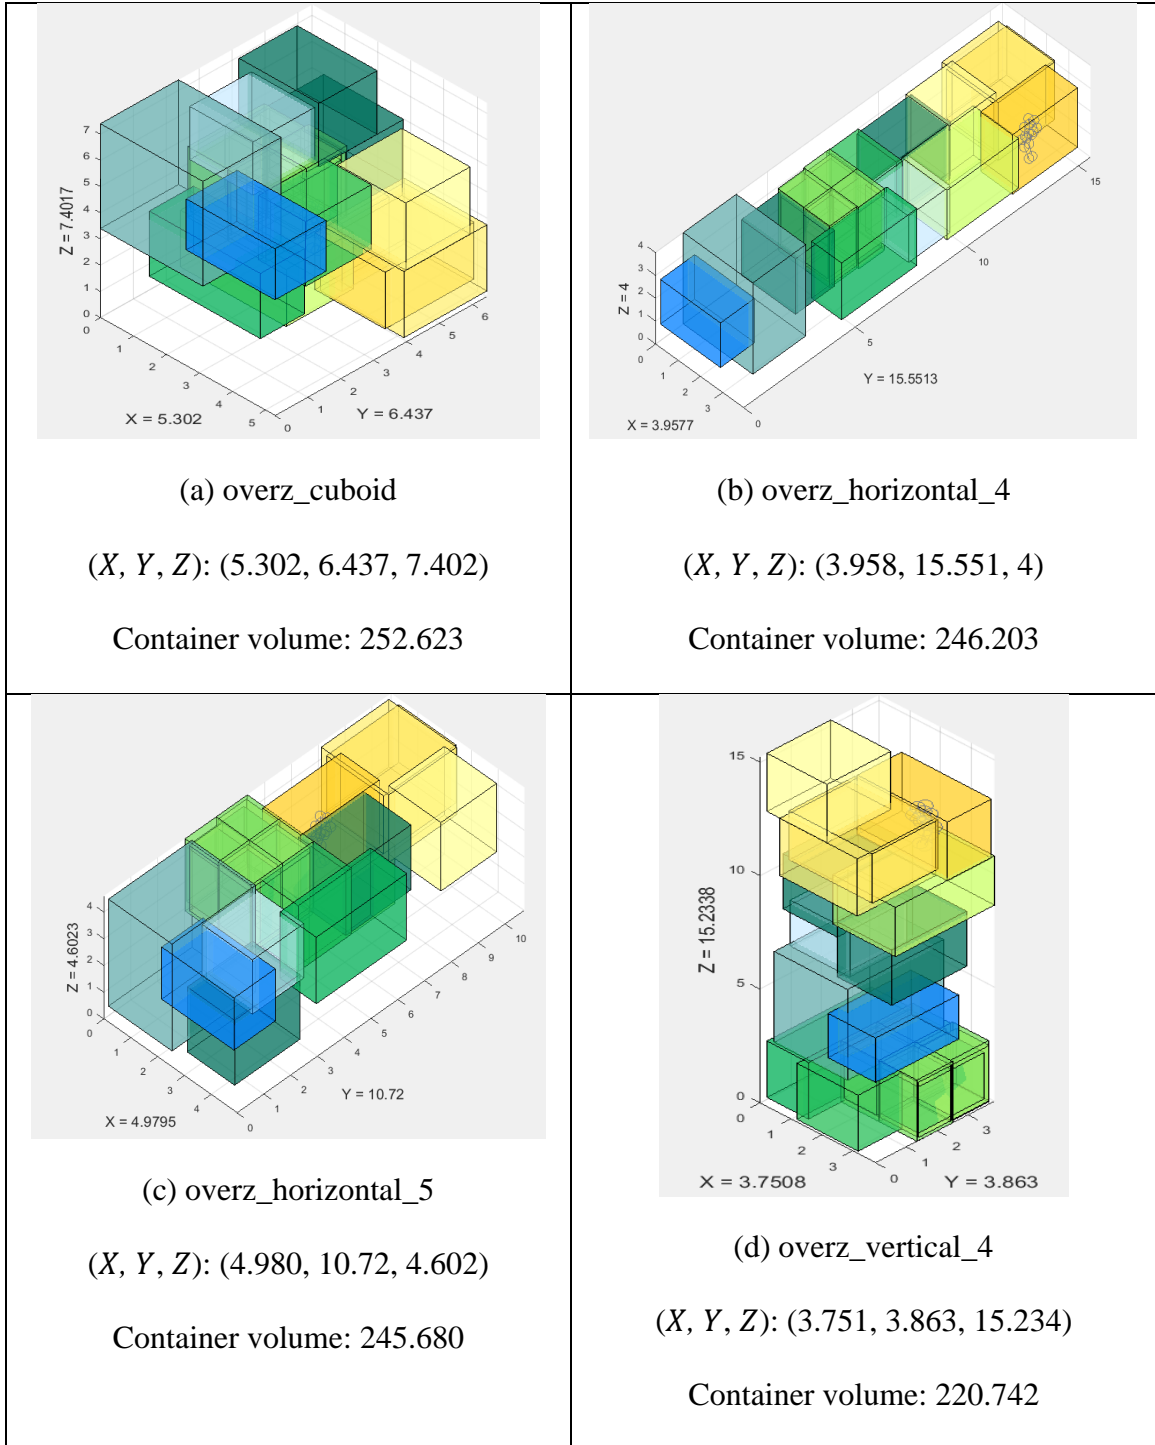 7
6
5
4
3
2
1
0
Z = 7.4017
0
1
2
3
4
5
X = 5.302
0
1
2
3
4
5
6
Y = 6.437
(a) overz_cuboid
(X, Y, Z): (5.302, 6.437, 7.402)
Container volume: 252.623
4
3
2
1
0
Z = 4
0
1
2
3
X = 3.9577
0
5
10
15
Y = 15.5513
(b) overz_horizontal_4
(X, Y, Z): (3.958, 15.551, 4)
Container volume: 246.203
4
3
2
1
0
Z = 4.6023
0
1
2
3
4
X = 4.9795
0
1
2
3
4
5
6
7
8
9
10
Y = 10.72
(c) overz_horizontal_5
(X, Y, Z): (4.980, 10.72, 4.602)
Container volume: 245.680
15
10
5
0
Z = 15.2338
0
1
2
3
X = 3.7508
0
1
2
3
Y = 3.863
(d) overz_vertical_4
(X, Y, Z): (3.751, 3.863, 15.234)
Container volume: 220.742